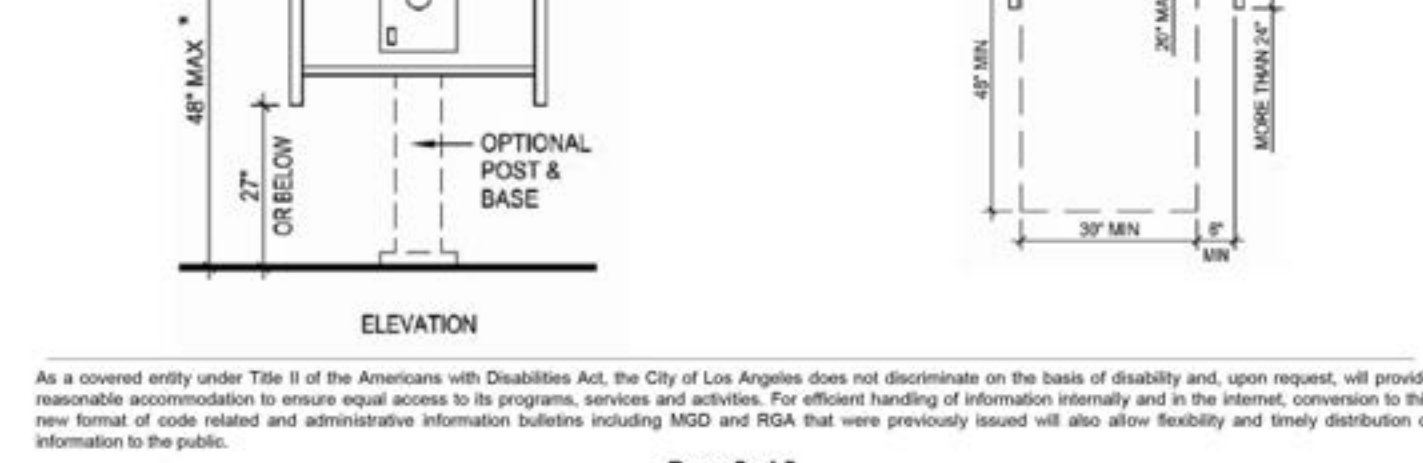 48" MAX *
27"
OR BELOW
OPTIONAL
POST &
BASE
ELEVATION
48" MIN
20" MA
MORE THAN 24"
30" MIN
6"
MIN
As a covered entity under Title II of the Americans with Disabilities Act, the City of Los Angeles does not discriminate on the basis of disability and, upon request, will provid
reasonable accommodation to ensure equal access to its programs, services and activities. For efficient handling of information internally and in the internet, conversion to thi
new format of code related and administrative information bulletins including MGD and RGA that were previously issued will also allow flexibility and timely distribution o
information to the public.